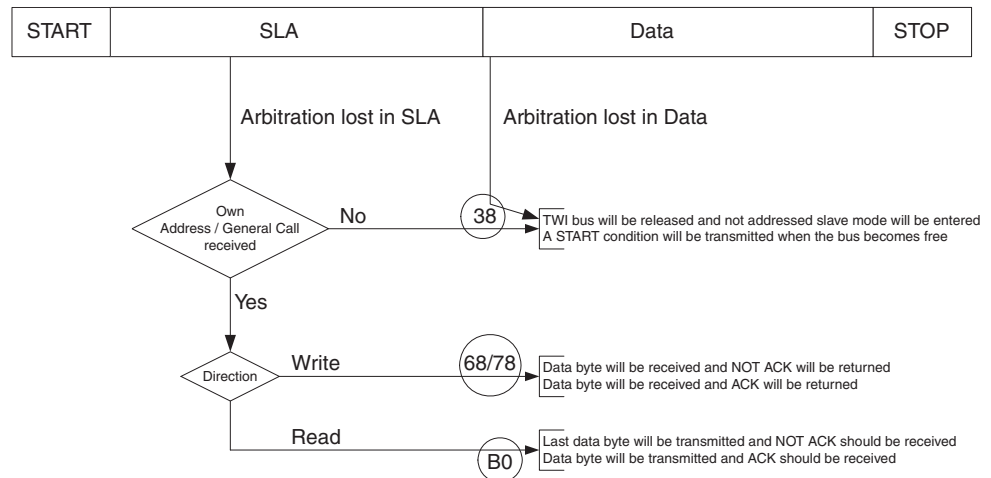 START SLA Data STOP
Arbitration lost in SLA Arbitration lost in Data
Own
Address / General Call
received
No
38
TWI bus will be released and not addressed slave mode will be entered
A START condition will be transmitted when the bus becomes free
Yes
Direction
Write
68/78
Data byte will be received and NOT ACK will be returned
Data byte will be received and ACK will be returned
Read
B0
Last data byte will be transmitted and NOT ACK should be received
Data byte will be transmitted and ACK should be received